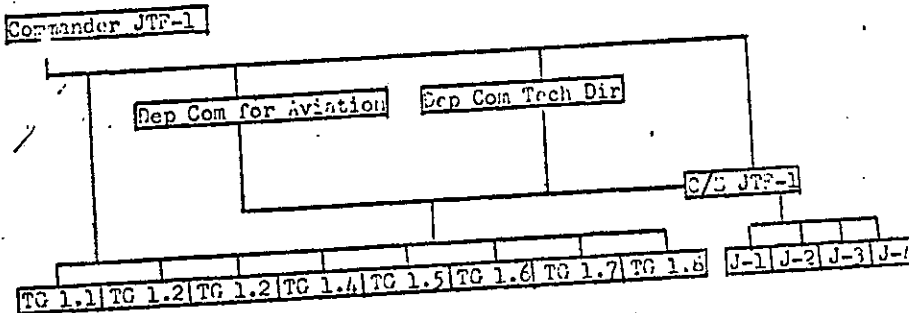 Commander JTF-1
Dep Com for Aviation
Dep Com Tech Dir
C/S JTF-1
TG 1.1 TG 1.2 TG 1.2 TG 1.4 TG 1.5 TG 1.6 TG 1.7 TG 1.8
J-1 J-2 J-3 J-4